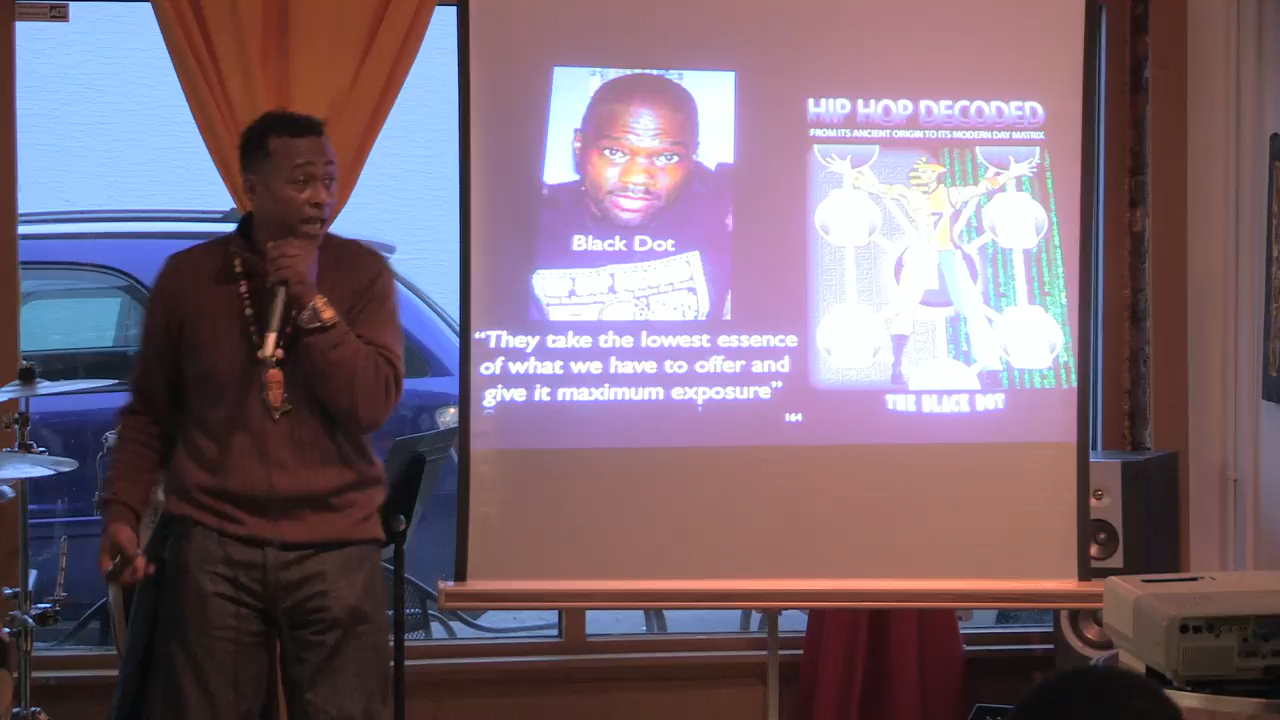 HIP HOP DECODED
FROM ITS ANCIENT ORIGIN TO ITS MODERN DAY MATRIX
Black Dot
“They take the lowest essence
of what we have to offer and
give it maximum exposure”
THE BLACK DOT
164